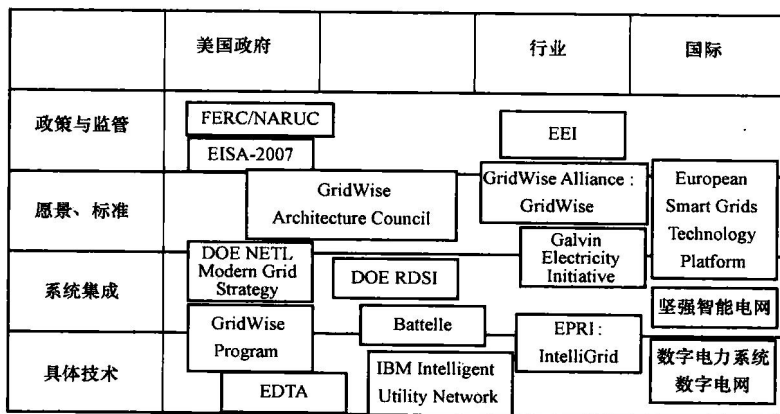 美国政府
行业
国际
政策与监管
FERC/NARUC
EISA-2007
EEI
愿景、标准
GridWise
Architecture Council
GridWise Alliance :
GridWise
European
Smart Grids
Technology
Platform
Galvin
Electricity
Initiative
系统集成
DOE NETL
Modern Grid
Strategy
DOE RDSI
坚强智能电网
GridWise
Program
Battelle
EPRI :
IntelliGrid
数字电力系统
数字电网
具体技术
EDTA
IBM Intelligent
Utility Network